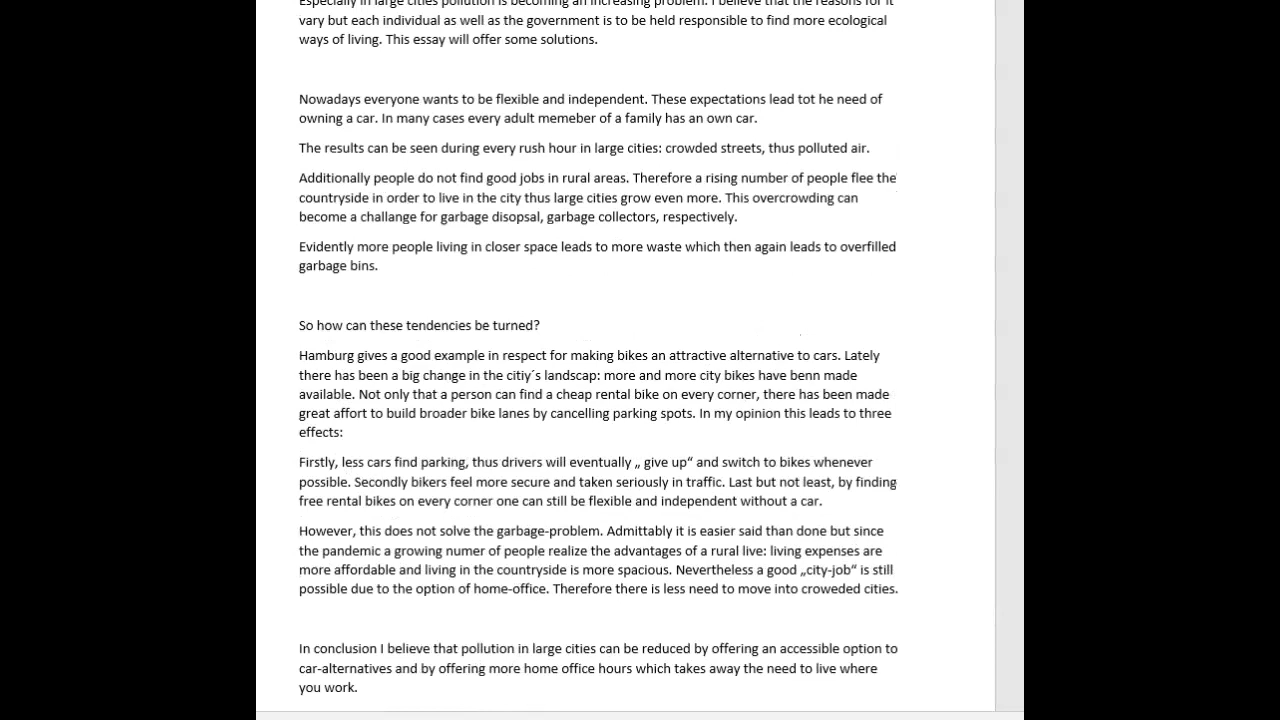 Especially in large cities pollution is becoming an increasing problem. I believe that the reasons for it
vary but each individual as well as the government is to be held responsible to find more ecological
ways of living. This essay will offer some solutions.
Nowadays everyone wants to be flexible and independent. These expectations lead tot he need of
owning a car. In many cases every adult memeber of a family has an own car.
The results can be seen during every rush hour in large cities: crowded streets, thus polluted air.
Additionally people do not find good jobs in rural areas. Therefore a rising number of people flee the
countryside in order to live in the city thus large cities grow even more. This overcrowding can
become a challange for garbage disopsal, garbage collectors, respectively.
Evidently more people living in closer space leads to more waste which then again leads to overfilled
garbage bins.
So how can these tendencies be turned?
Hamburg gives a good example in respect for making bikes an attractive alternative to cars. Lately
there has been a big change in the citiy´s landscap: more and more city bikes have benn made
available. Not only that a person can find a cheap rental bike on every corner, there has been made
great affort to build broader bike lanes by cancelling parking spots. In my opinion this leads to three
effects:
Firstly, less cars find parking, thus drivers will eventually „ give up“ and switch to bikes whenever
possible. Secondly bikers feel more secure and taken seriously in traffic. Last but not least, by finding
free rental bikes on every corner one can still be flexible and independent without a car.
However, this does not solve the garbage-problem. Admittably it is easier said than done but since
the pandemic a growing numer of people realize the advantages of a rural live: living expenses are
more affordable and living in the countryside is more spacious. Nevertheless a good „city-job“ is still
possible due to the option of home-office. Therefore there is less need to move into croweded cities.
In conclusion I believe that pollution in large cities can be reduced by offering an accessible option to
car-alternatives and by offering more home office hours which takes away the need to live where
you work.